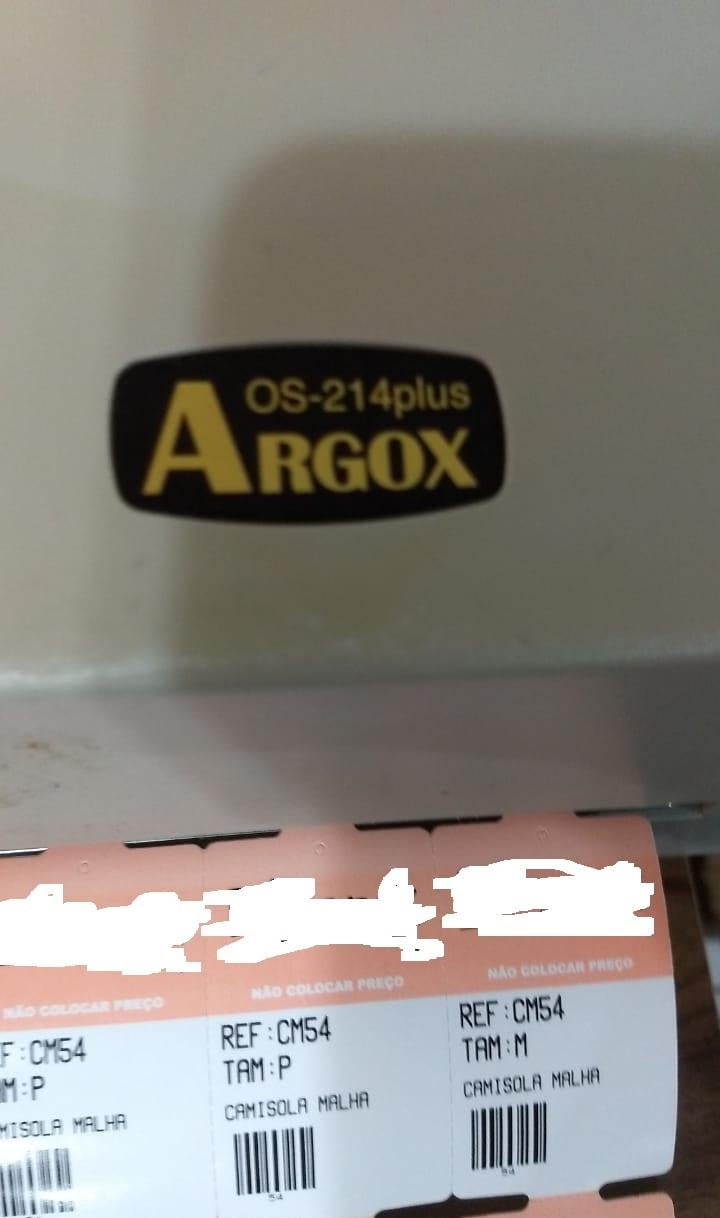 OS-214plus
ARGOX
NÃO COLOCAR PREÇO
F:CM54
M:P
MISOLA MALHA
NÃO COLOCAR PREÇO
REF:CM54
TAM:P
CAMISOLA MALHA
54
NÃO COLOCAR PREÇO
REF:CM54
TAM:M
CAMISOLA MALHA
54